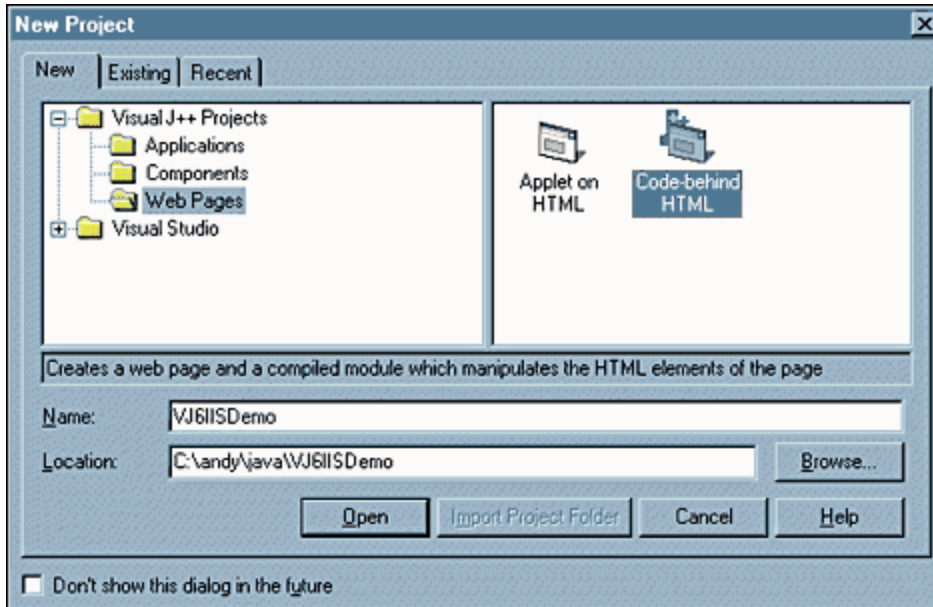 New Project
New Existing Recent
Visual J++ Projects
Applications
Components
Web Pages
Visual Studio
Applet on
HTML
Code-behind
HTML
Creates a web page and a compiled module which manipulates the HTML elements of the page
Name: VJ6IISDemo
Location: C:\andy\java\VJ6IISDemo Browse...
Open Import Project Folder Cancel Help
Don't show this dialog in the future